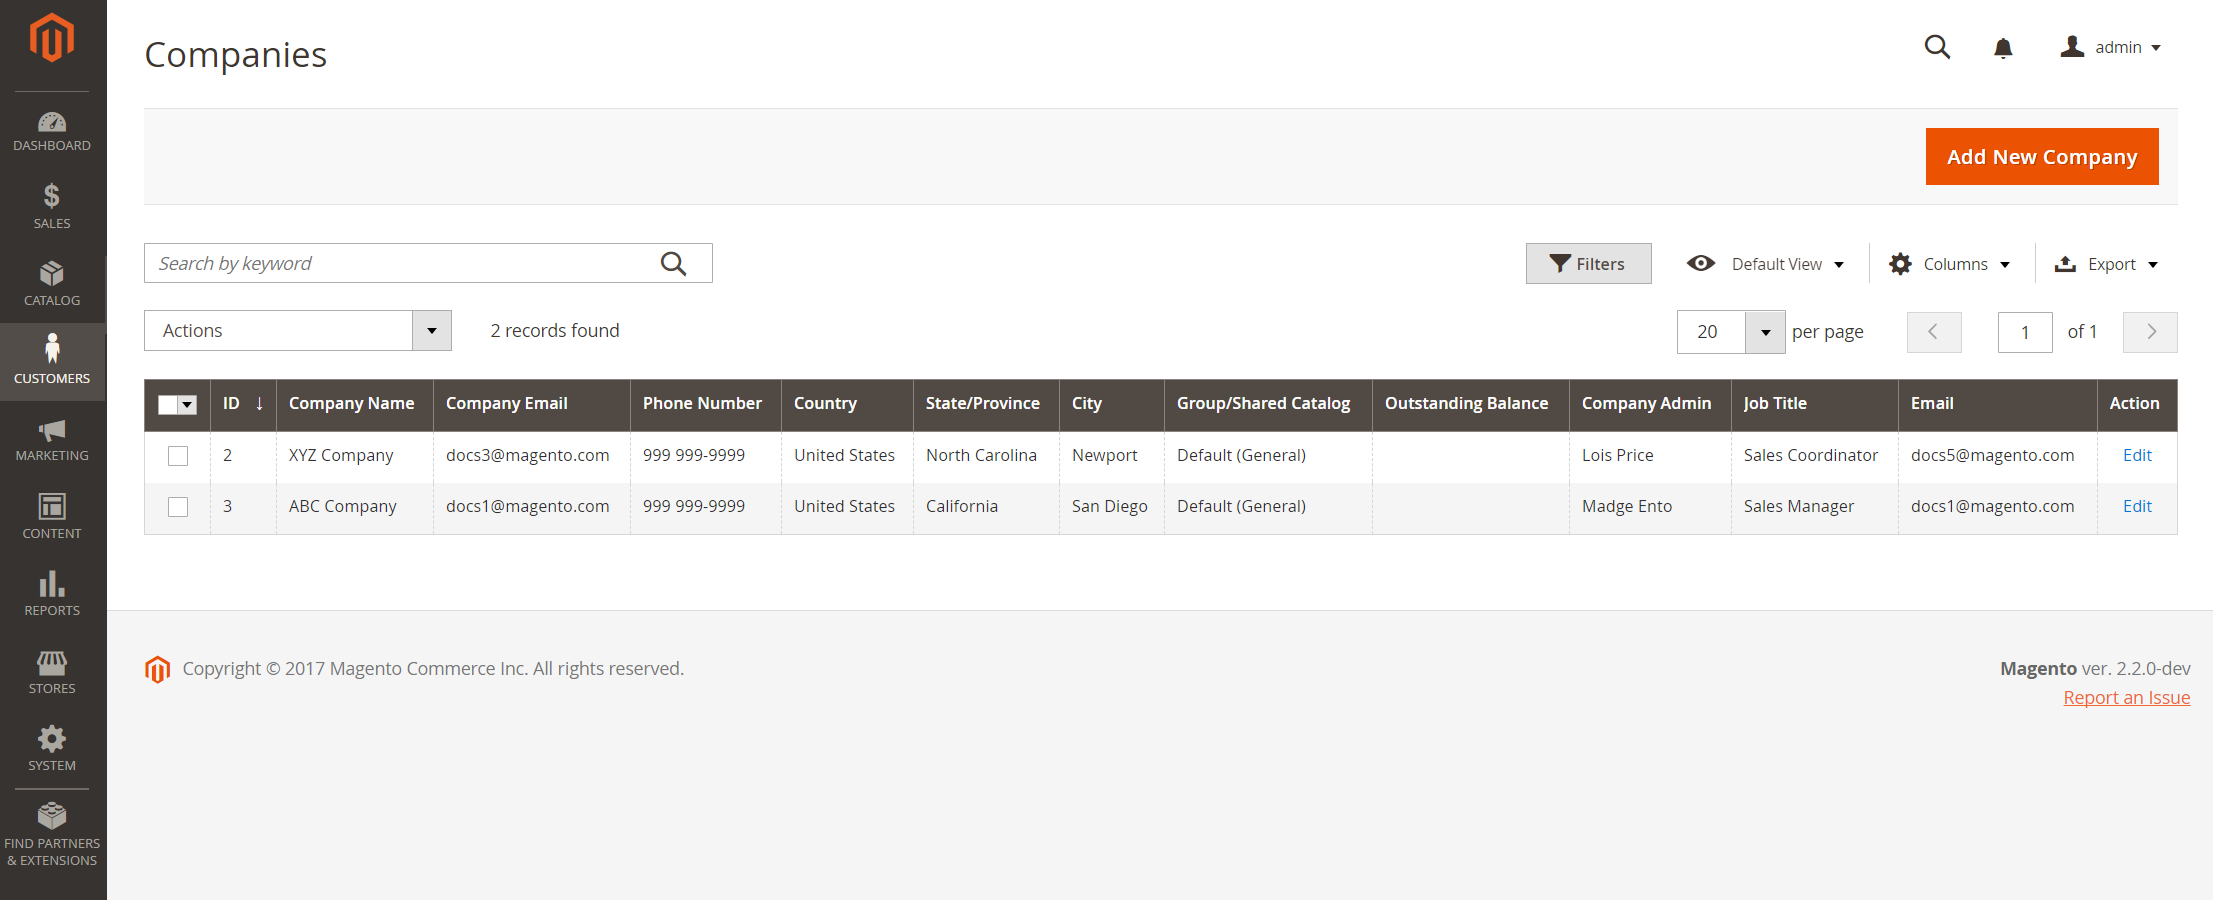 Companies
admin
DASHBOARD
SALES
CATALOG
CUSTOMERS
MARKETING
CONTENT
REPORTS
STORES
SYSTEM
FIND PARTNERS
& EXTENSIONS
Add New Company
Search by keyword
Filters Default View Columns Export
Actions 2 records found 20 per page 1 of 1
ID ↓ Company Name Company Email Phone Number Country State/Province City Group/Shared Catalog Outstanding Balance Company Admin Job Title Email Action
2 XYZ Company docs3@magento.com 999 999-9999 United States North Carolina Newport Default (General) Lois Price Sales Coordinator docs5@magento.com Edit
3 ABC Company docs1@magento.com 999 999-9999 United States California San Diego Default (General) Madge Ento Sales Manager docs1@magento.com Edit
Copyright © 2017 Magento Commerce Inc. All rights reserved.
Magento ver. 2.2.0-dev
Report an Issue